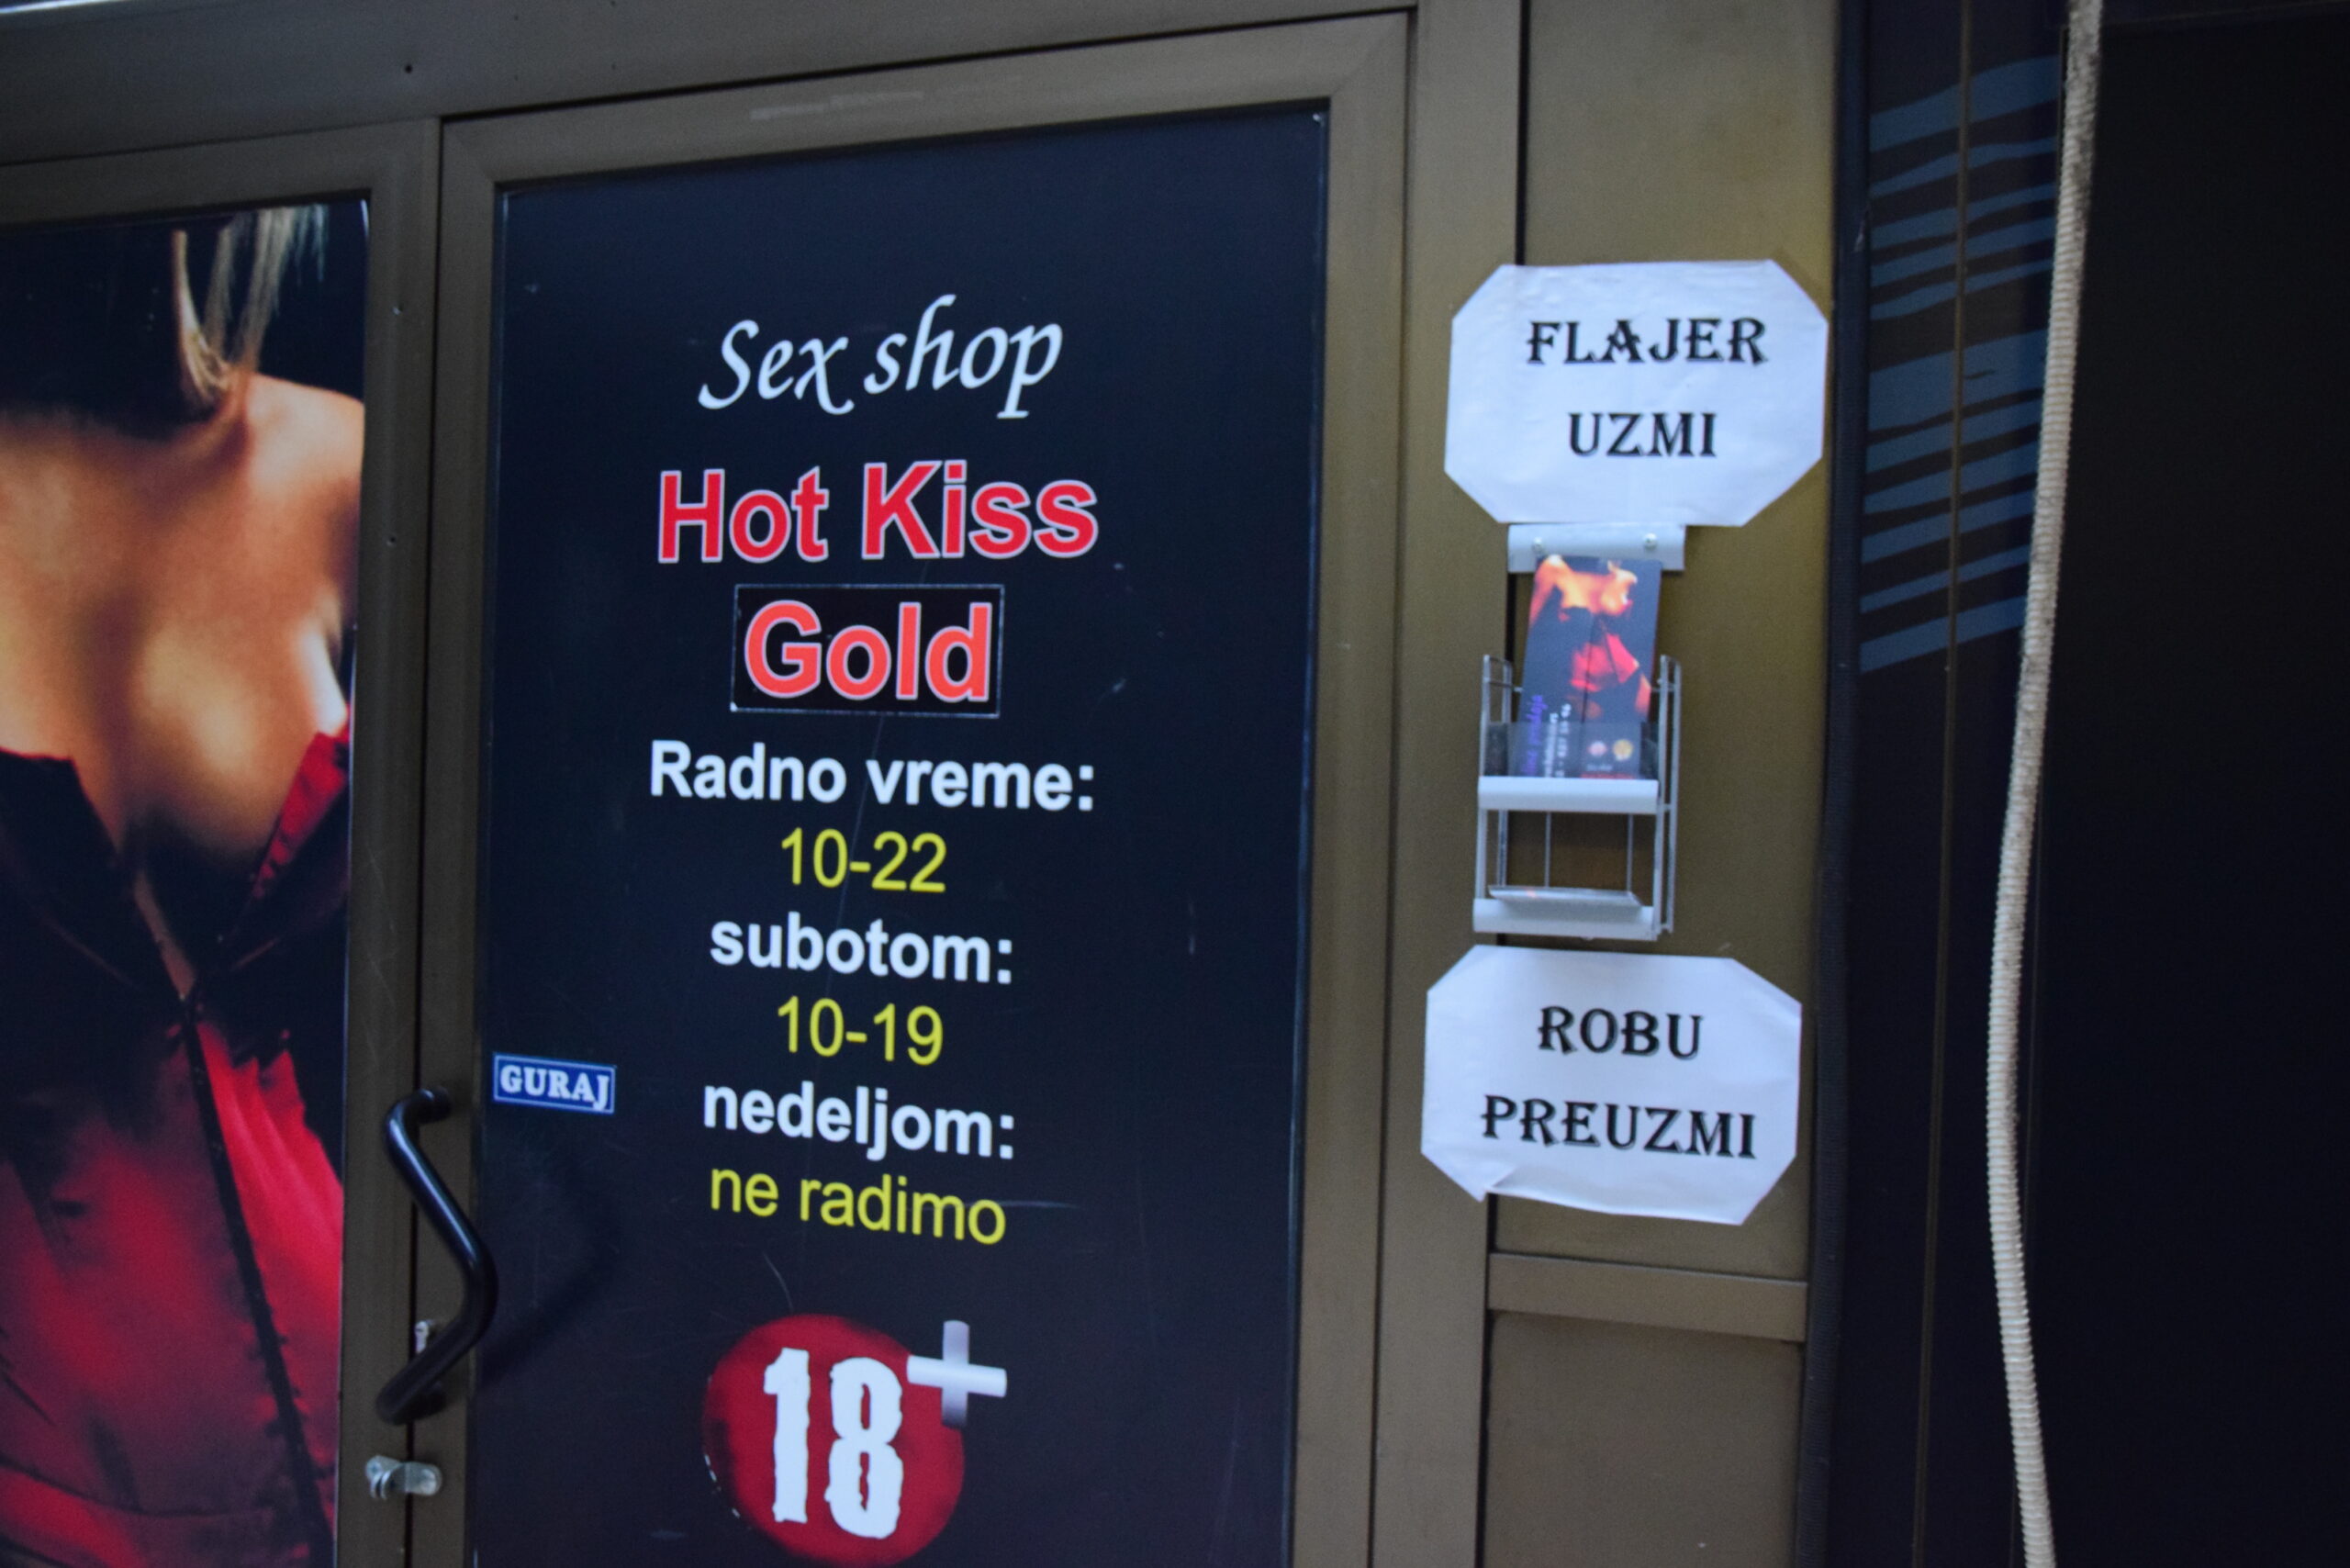 Sex shop
Hot Kiss
Gold
Radno vreme:
10-22
subotom:
10-19
nedeljom:
ne radimo
18+
GURAJ
FLAJER
UZMI
ROBU
PREUZMI